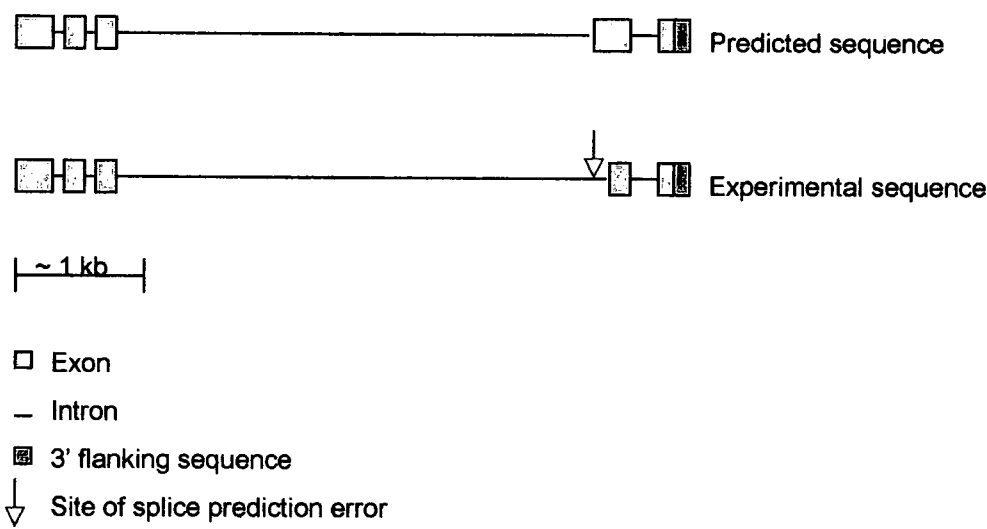 Predicted sequence
Experimental sequence
~ 1 kb
Exon
Intron
3' flanking sequence
Site of splice prediction error